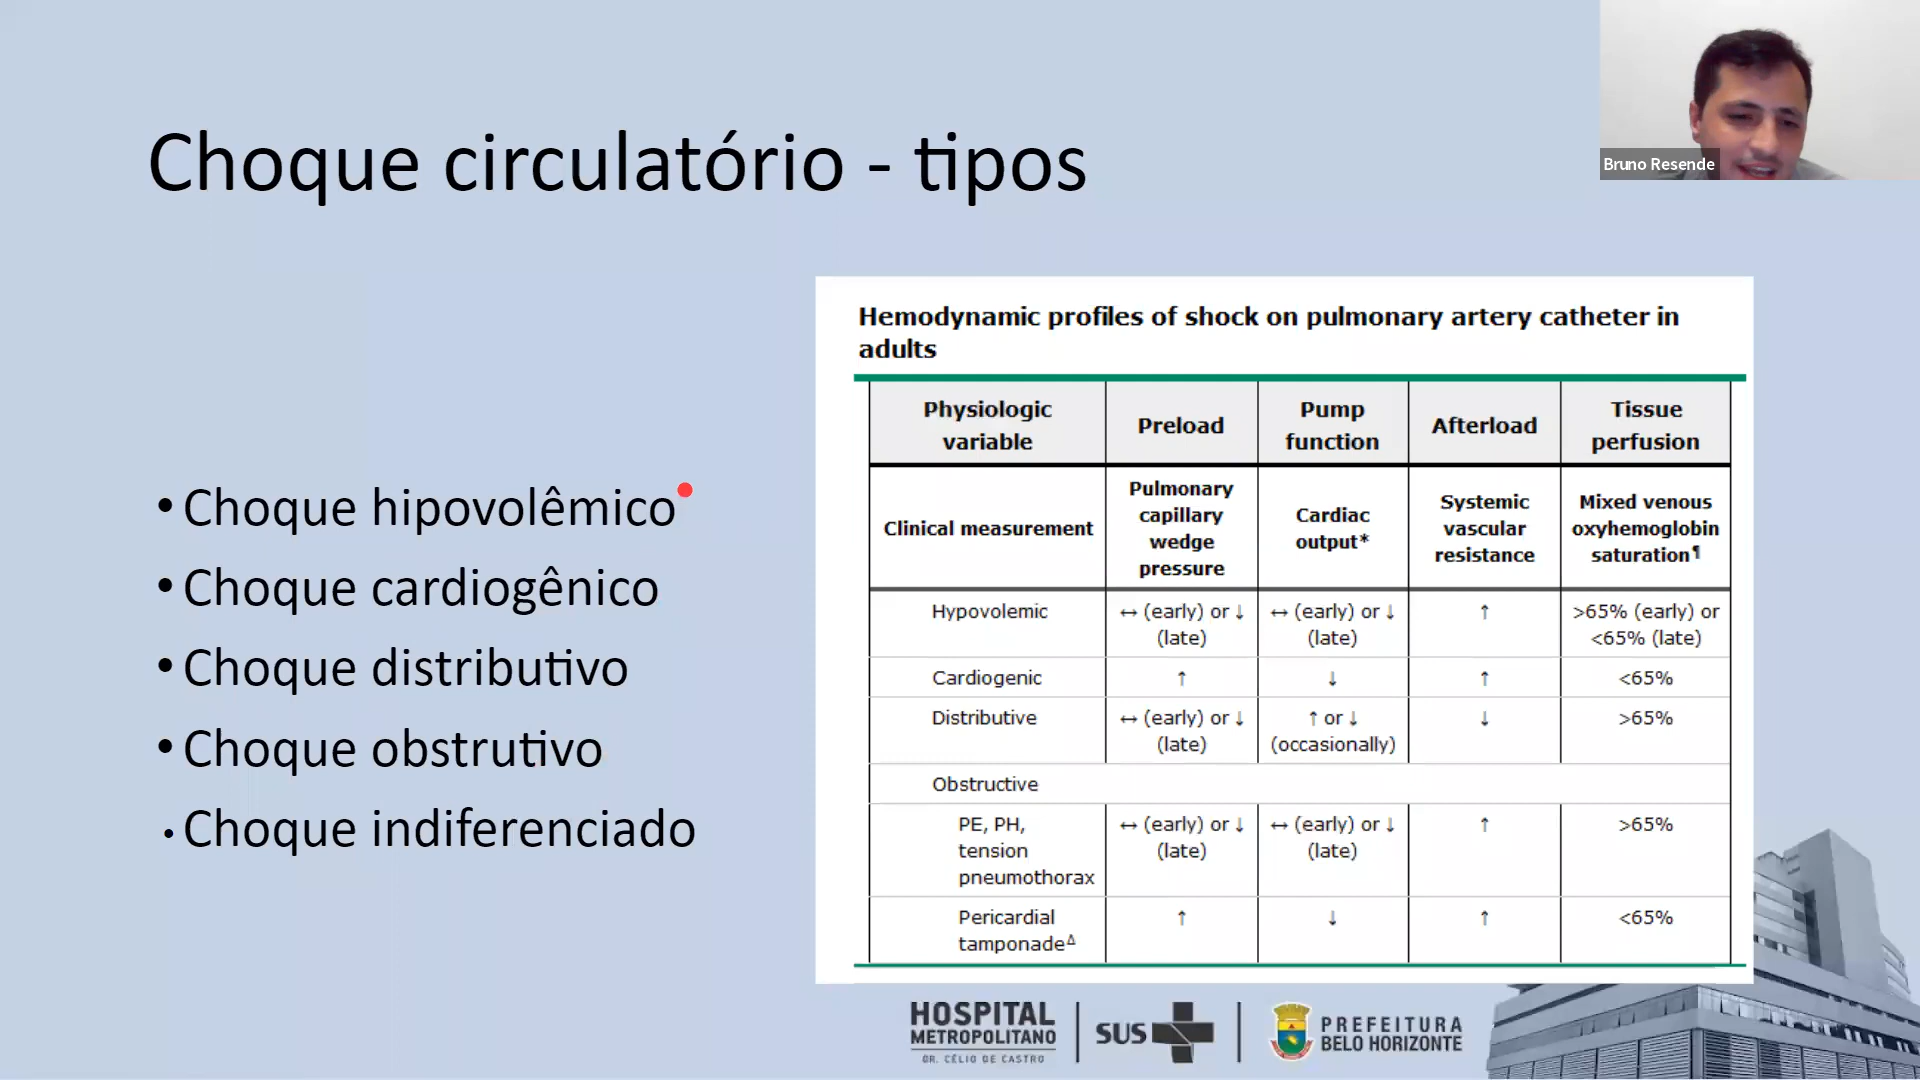 Choque circulatório - tipos
Bruno Resende
• Choque hipovolêmico
• Choque cardiogênico
• Choque distributivo
• Choque obstrutivo
• Choque indiferenciado
Hemodynamic profiles of shock on pulmonary artery catheter in
adults
Physiologic
variable
Preload
Pump
function
Afterload
Tissue
perfusion
Clinical measurement
Pulmonary
capillary
wedge
pressure
Cardiac
output*
Systemic
vascular
resistance
Mixed venous
oxyhemoglobin
saturation¶
Hypovolemic
↔ (early) or ↓
(late)
↔ (early) or ↓
(late)
↑
>65% (early) or
<65% (late)
Cardiogenic
↑
↓
↑
<65%
Distributive
↔ (early) or ↓
(late)
↑ or ↓
(occasionally)
↓
>65%
Obstructive
PE, PH,
tension
pneumothorax
↔ (early) or ↓
(late)
↔ (early) or ↓
(late)
↑
>65%
Pericardial
tamponadeΔ
↑
↓
↑
<65%
HOSPITAL
METROPOLITANO
DR. CÉLIO DE CASTRO
SUS
PREFEITURA
BELO HORIZONTE